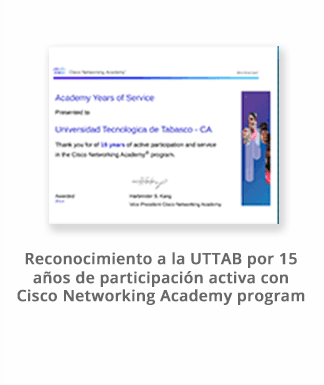 Cisco Networking Academy
Academy Years of Service
Presented to
Universidad Tecnologica de Tabasco - CA
Thank you for of 15 years of active participation and service
in the Cisco Networking Academy® program.
Awarded
Harbrinder S. Kang
Vice President Cisco Networking Academy
Reconocimiento a la UTTAB por 15
años de participación activa con
Cisco Networking Academy program